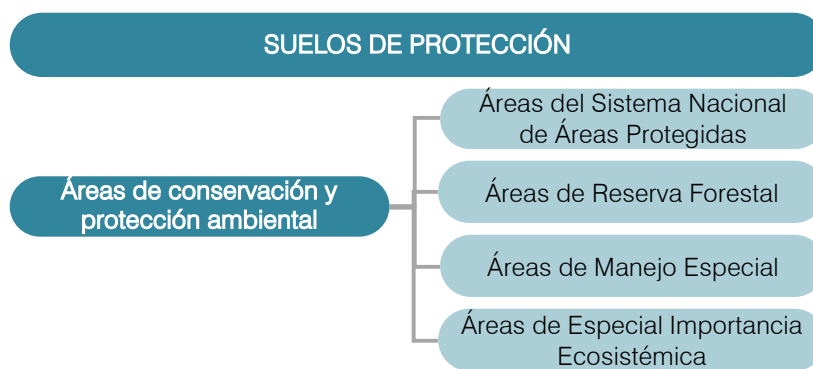 SUELOS DE PROTECCIÓN
Áreas de conservación y
protección ambiental
Áreas del Sistema Nacional
de Áreas Protegidas
Áreas de Reserva Forestal
Áreas de Manejo Especial
Áreas de Especial Importancia
Ecosistémica